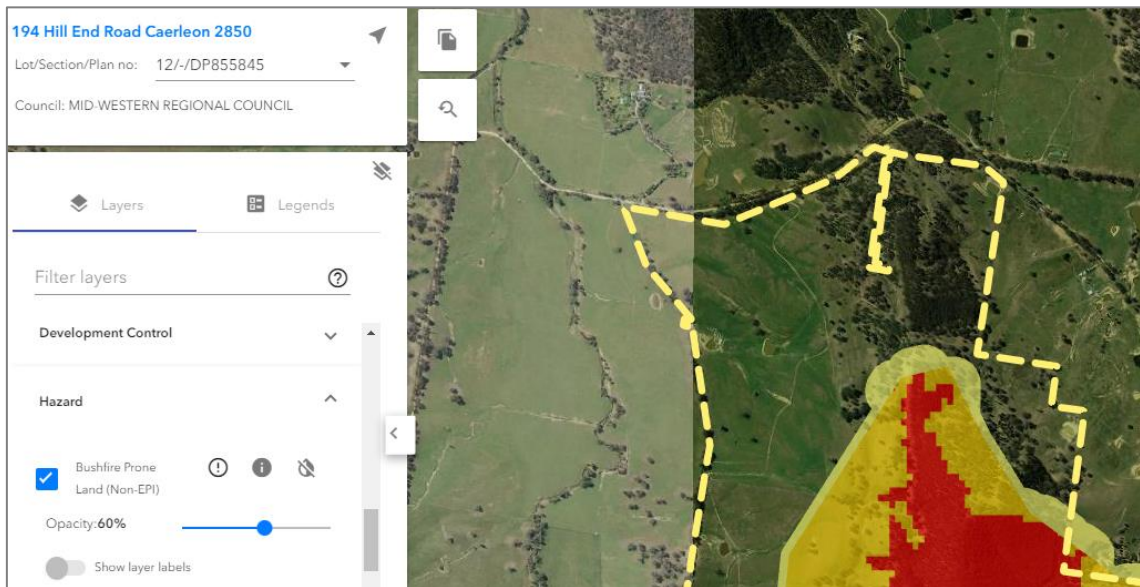 194 Hill End Road Caerleon 2850
Lot/Section/Plan no: 12/-/DP855845
Council: MID-WESTERN REGIONAL COUNCIL
Layers Legends
Filter layers
Development Control
Hazard
Bushfire Prone
Land (Non-EPI)
Opacity:60%
Show layer labels